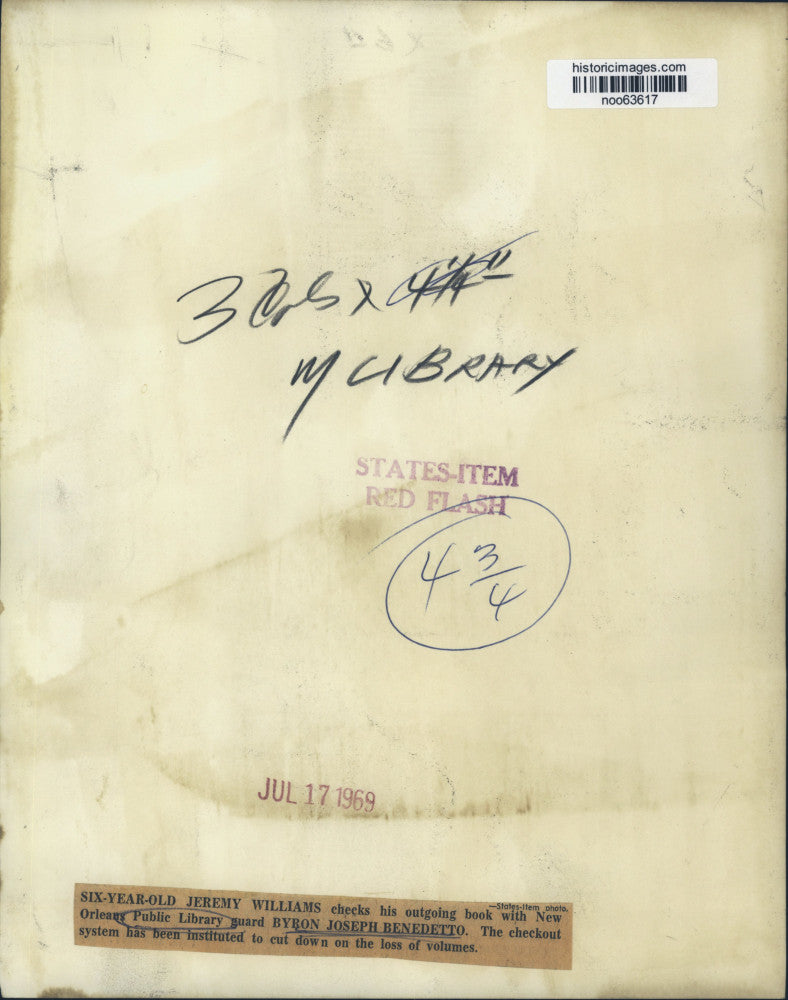 historicimages.com
noo63617
3 Cols x
M LIBRARY
STATES-ITEM
RED FLASH
4 3/4
JUL 17 1969
—States-Item photo.
SIX-YEAR-OLD JEREMY WILLIAMS checks his outgoing book with New
Orleans Public Library guard BYRON JOSEPH BENEDETTO. The checkout
system has been instituted to cut down on the loss of volumes.